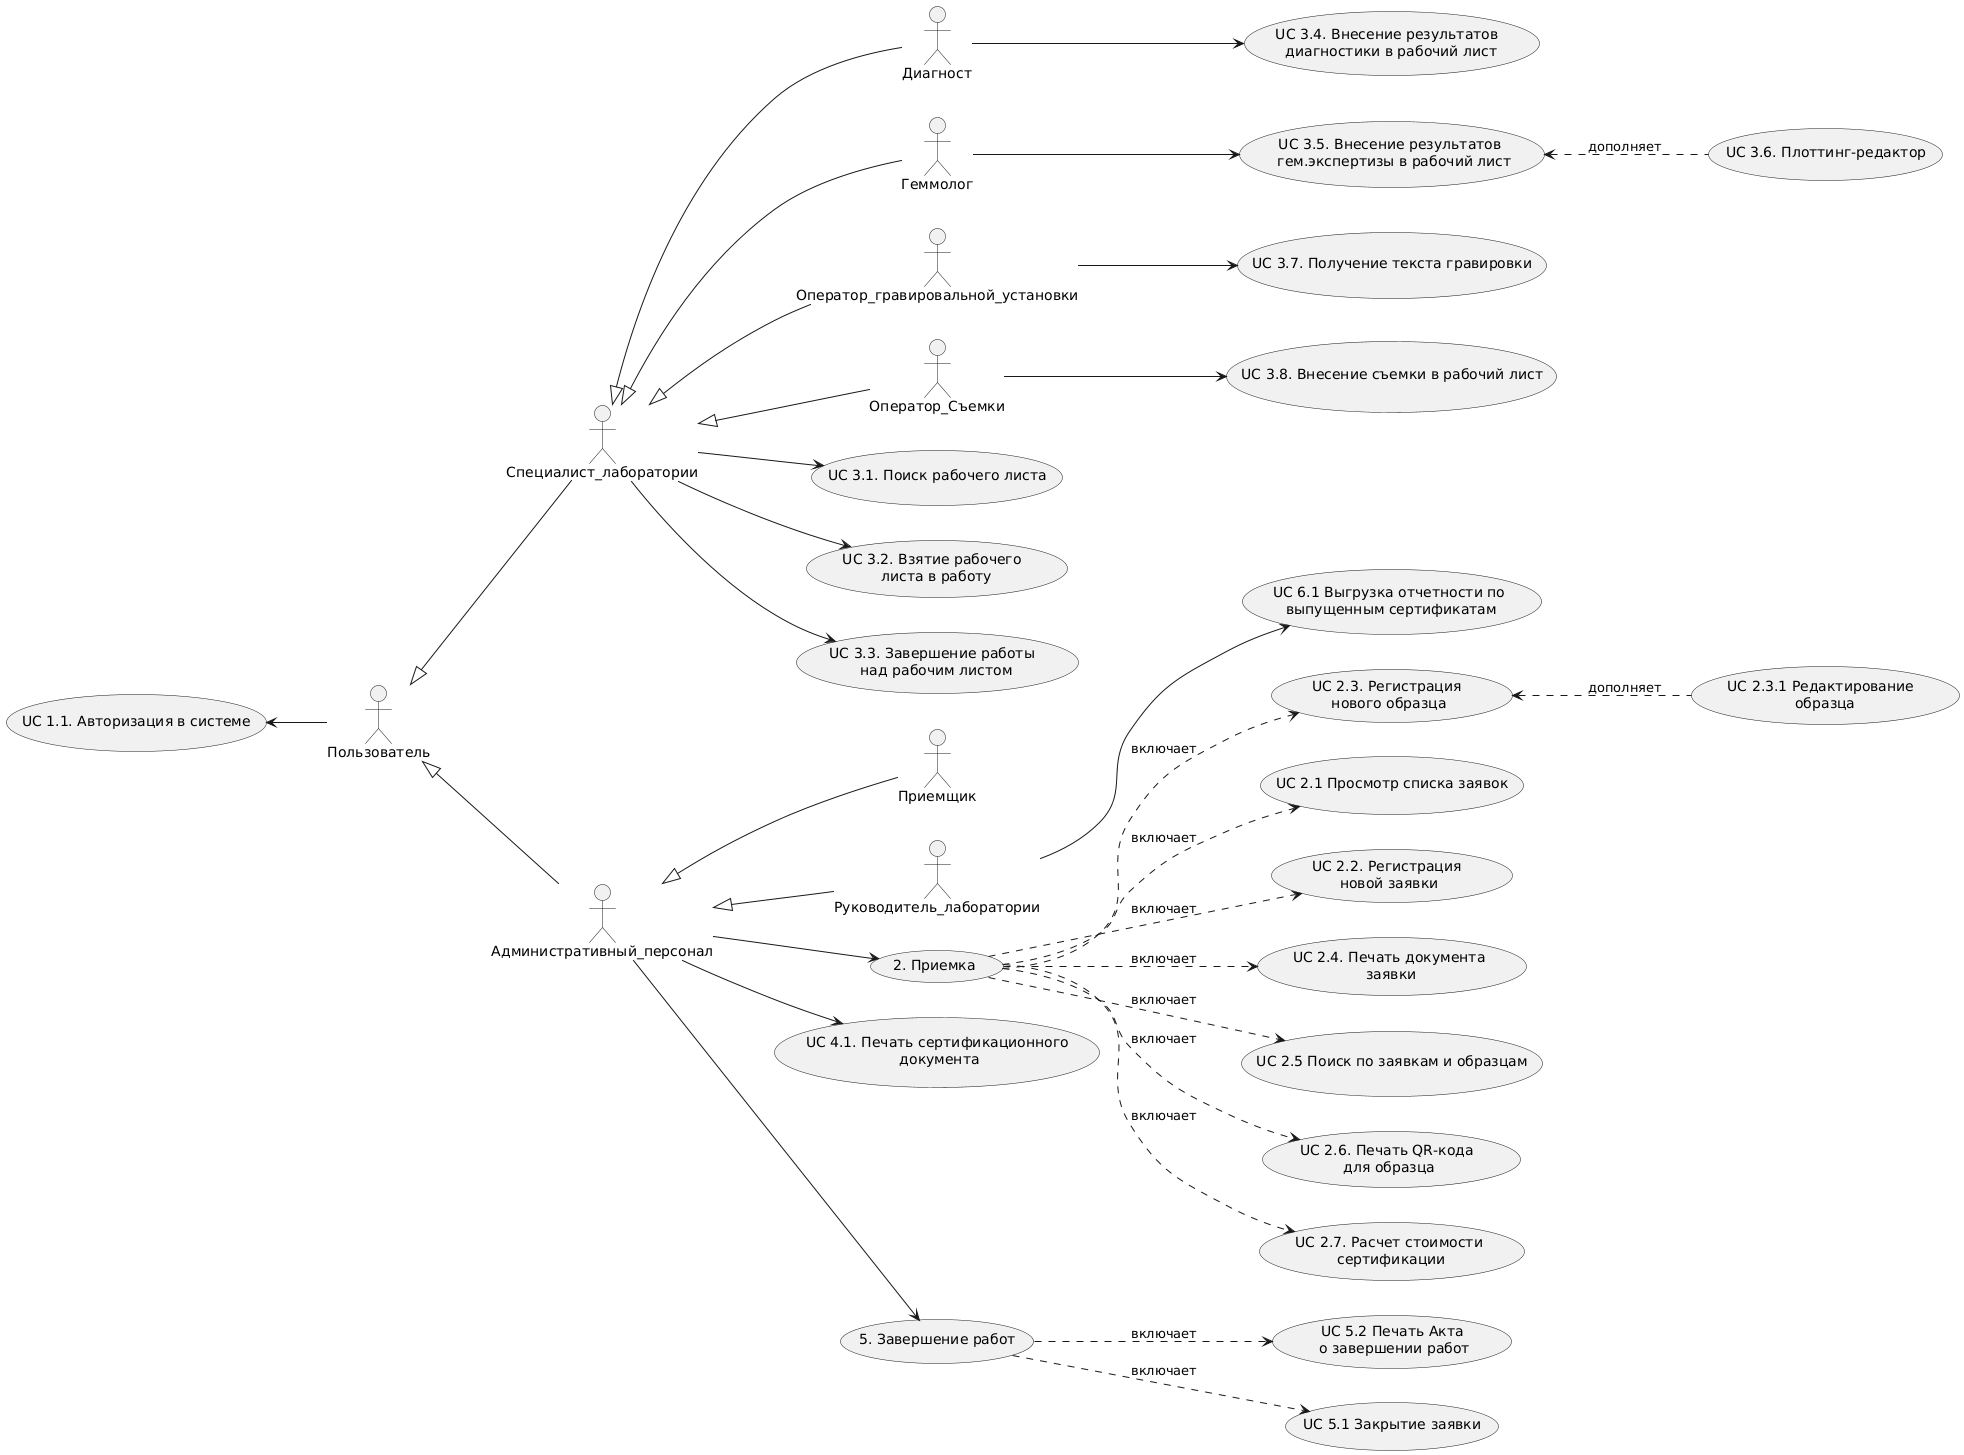 Диагност
UC 3.4. Внесение результатов
диагностики в рабочий лист
Геммолог
UC 3.5. Внесение результатов
гем.экспертизы в рабочий лист
дополняет
UC 3.6. Плоттинг-редактор
Оператор_гравировальной_установки
UC 3.7. Получение текста гравировки
Оператор_Съемки
UC 3.8. Внесение съемки в рабочий лист
Специалист_лаборатории
UC 3.1. Поиск рабочего листа
UC 3.2. Взятие рабочего
листа в работу
UC 3.3. Завершение работы
над рабочим листом
UC 6.1 Выгрузка отчетности по
выпущенным сертификатам
UC 1.1. Авторизация в системе
Пользователь
UC 2.3. Регистрация
нового образца
дополняет
UC 2.3.1 Редактирование
образца
включает
Приемщик
UC 2.1 Просмотр списка заявок
включает
Руководитель_лаборатории
UC 2.2. Регистрация
новой заявки
включает
Административный_персонал
2. Приемка
включает
UC 2.4. Печать документа
заявки
включает
UC 2.5 Поиск по заявкам и образцам
UC 4.1. Печать сертификационного
документа
включает
UC 2.6. Печать QR-кода
для образца
включает
UC 2.7. Расчет стоимости
сертификации
5. Завершение работ
включает
UC 5.2 Печать Акта
о завершении работ
включает
UC 5.1 Закрытие заявки